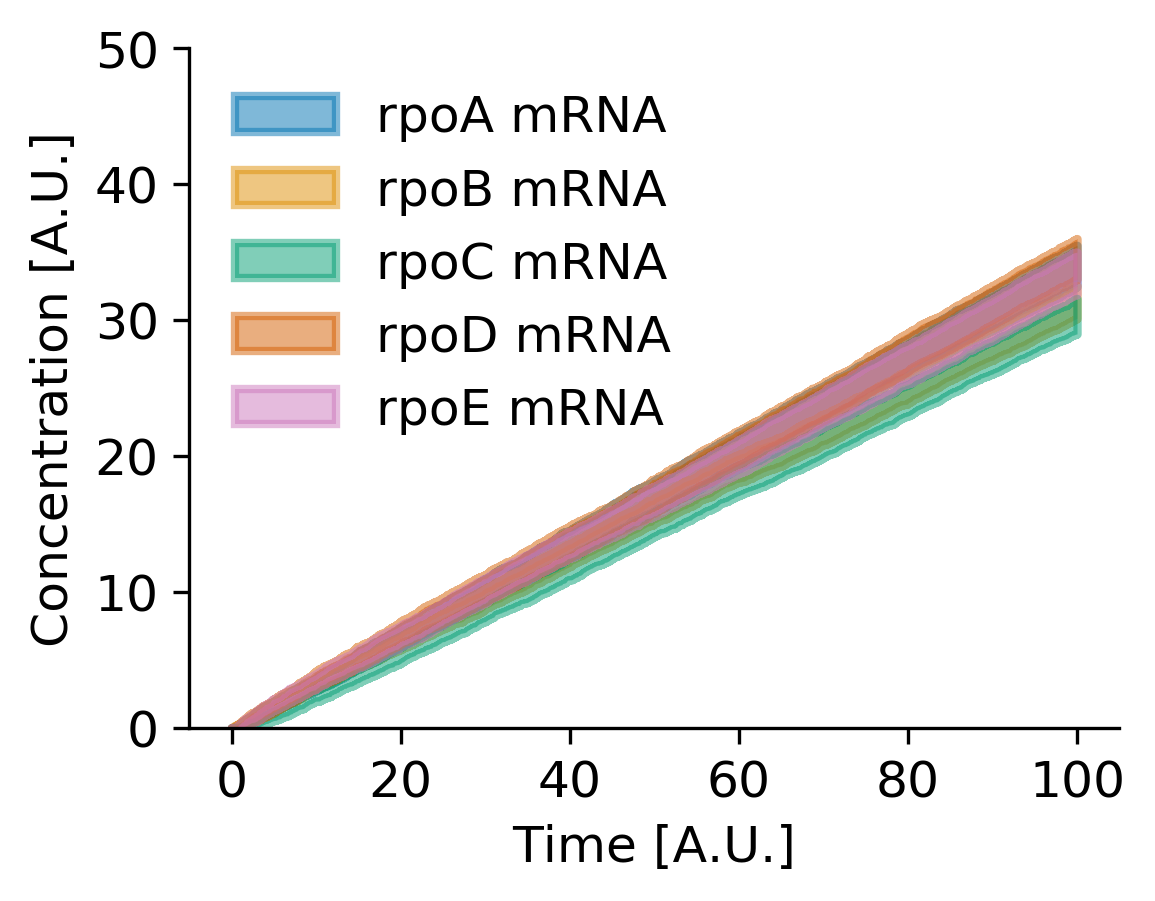 50
40
30
20
10
0
Concentration [A.U.]
rpoA mRNA
rpoB mRNA
rpoC mRNA
rpoD mRNA
rpoE mRNA
0 20 40 60 80 100
Time [A.U.]